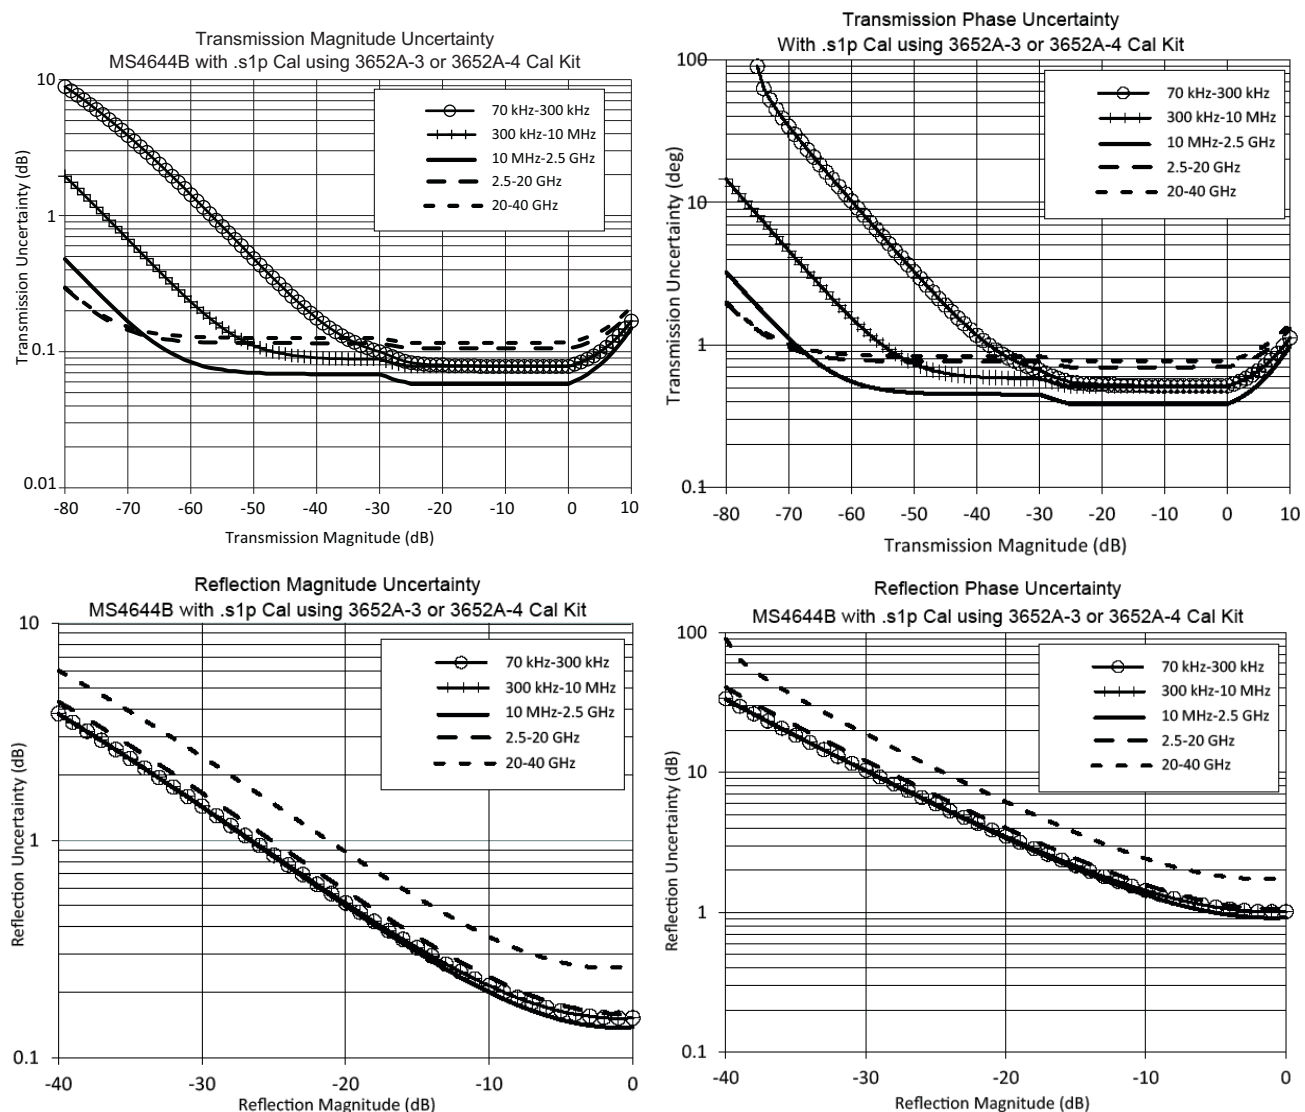 Transmission Magnitude Uncertainty
MS4644B with .s1p Cal using 3652A-3 or 3652A-4 Cal Kit
10
1
0.1
0.01
Transmission Uncertainty (dB)
70 kHz-300 kHz
300 kHz-10 MHz
10 MHz-2.5 GHz
2.5-20 GHz
20-40 GHz
-80 -70 -60 -50 -40 -30 -20 -10 0 10
Transmission Magnitude (dB)
Transmission Phase Uncertainty
With .s1p Cal using 3652A-3 or 3652A-4 Cal Kit
100
10
1
0.1
Transmission Uncertainty (deg)
70 kHz-300 kHz
300 kHz-10 MHz
10 MHz-2.5 GHz
2.5-20 GHz
20-40 GHz
-80 -70 -60 -50 -40 -30 -20 -10 0 10
Transmission Magnitude (dB)
Reflection Magnitude Uncertainty
MS4644B with .s1p Cal using 3652A-3 or 3652A-4 Cal Kit
10
1
0.1
Reflection Uncertainty (dB)
70 kHz-300 kHz
300 kHz-10 MHz
10 MHz-2.5 GHz
2.5-20 GHz
20-40 GHz
-40 -30 -20 -10 0
Reflection Magnitude (dB)
Reflection Phase Uncertainty
MS4644B with .s1p Cal using 3652A-3 or 3652A-4 Cal Kit
100
10
1
0.1
Reflection Uncertainty (dB)
70 kHz-300 kHz
300 kHz-10 MHz
10 MHz-2.5 GHz
2.5-20 GHz
20-40 GHz
-40 -30 -20 -10 0
Reflection Magnitude (dB)